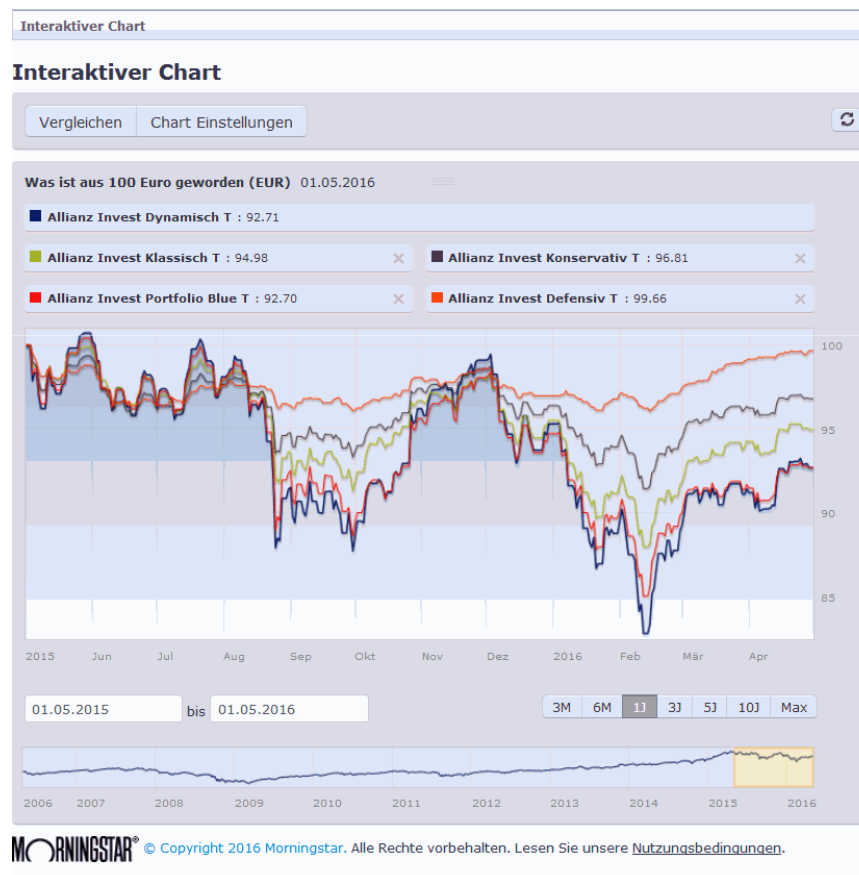 Interaktiver Chart
Interaktiver Chart
Vergleichen Chart Einstellungen
Was ist aus 100 Euro geworden (EUR) 01.05.2016
Allianz Invest Dynamisch T : 92.71
Allianz Invest Klassisch T : 94.98 Allianz Invest Konservativ T : 96.81
Allianz Invest Portfolio Blue T : 92.70 Allianz Invest Defensiv T : 99.66
100
95
90
85
2015 Jun Jul Aug Sep Okt Nov Dez 2016 Feb Mär Apr
01.05.2015 bis 01.05.2016 3M 6M 1J 3J 5J 10J Max
2006 2007 2008 2009 2010 2011 2012 2013 2014 2015 2016
MORNINGSTAR® © Copyright 2016 Morningstar. Alle Rechte vorbehalten. Lesen Sie unsere Nutzungsbedingungen.